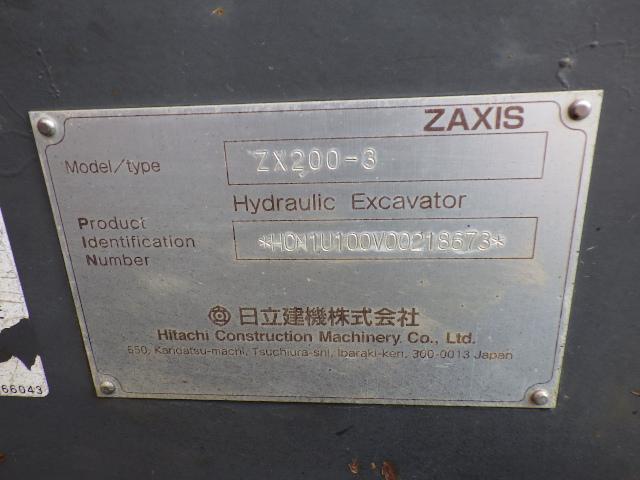 ZAXIS
Model/type ZX200-3
Hydraulic Excavator
Product
Identification
Number
*HCM1U100V00218673*
日立建機株式会社
Hitachi Construction Machinery Co., Ltd.
650, Kandatsu-machi, Tsuchiura-shi, Ibaraki-ken, 300-0013 Japan
66043